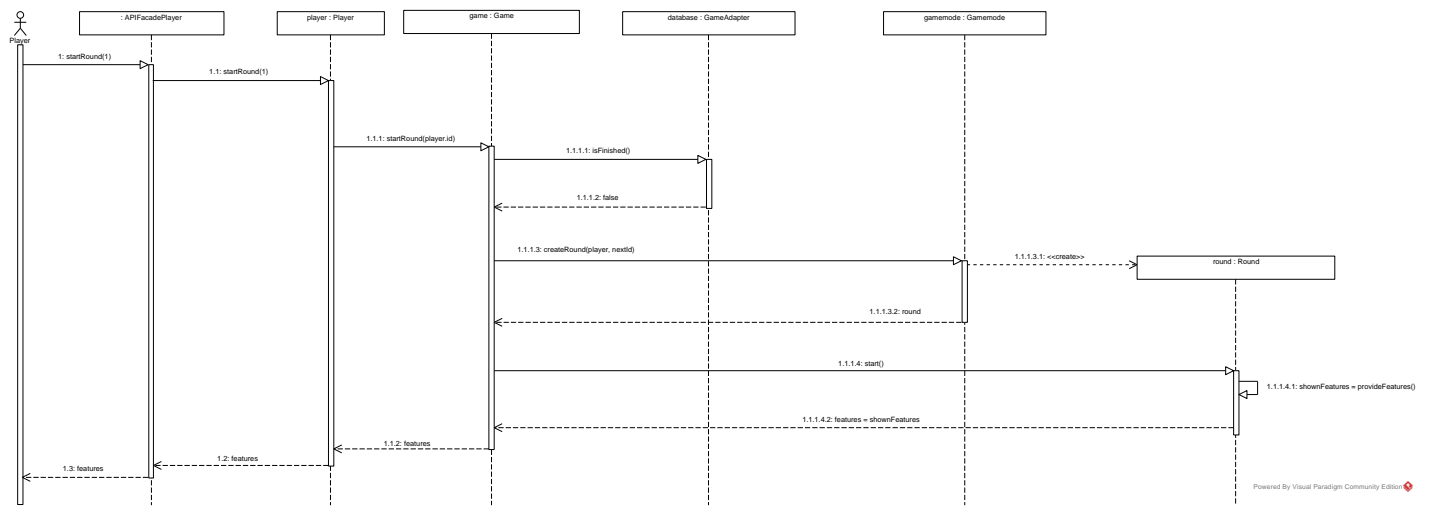 : APIFacadePlayer
player : Player
game : Game
database : GameAdapter
gamemode : Gamemode
Player
1: startRound(1)
1.1: startRound(1)
1.1.1: startRound(player.id)
1.1.1.1: isFinished()
1.1.1.2: false
1.1.1.3: createRound(player, nextId)
1.1.1.3.1: <<create>>
round : Round
1.1.1.3.2: round
1.1.1.4: start()
1.1.1.4.1: shownFeatures = provideFeatures()
1.1.1.4.2: features = shownFeatures
1.1.2: features
1.2: features
1.3: features
Powered By Visual Paradigm Community Edition